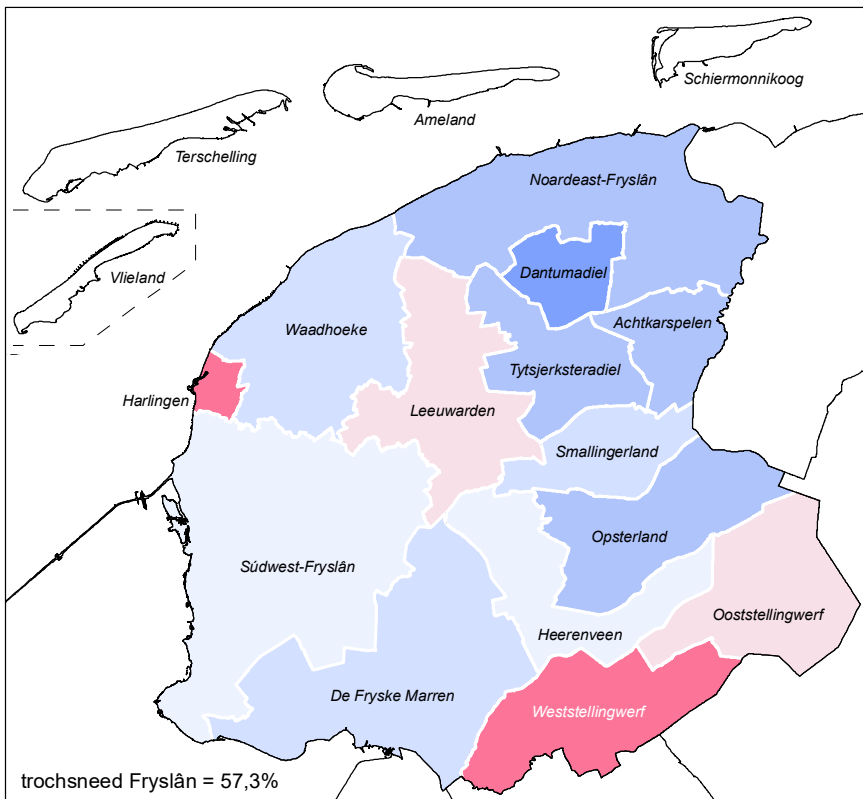 Schiermonnikoog
Ameland
Terschelling
Noardeast-Fryslân
Vlieland
Dantumadiel
Achtkarspelen
Waadhoeke
Tytsjerksteradiel
Harlingen
Leeuwarden
Smallingerland
Opsterland
Súdwest-Fryslân
Ooststellingwerf
Heerenveen
De Fryske Marren
Weststellingwerf
trochsneed Fryslân = 57,3%